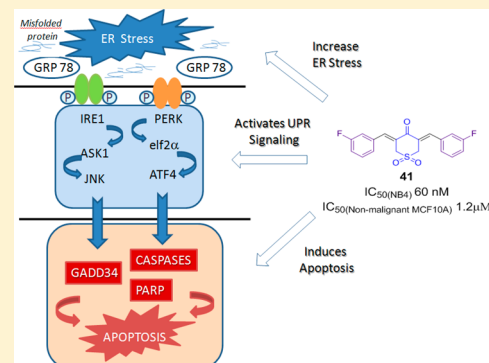 Misfolded
protein
ER Stress
GRP 78
GRP 78
P
P
P
P
IRE1
PERK
ASK1
eIf2α
JNK
ATF4
GADD34
CASPASES
PARP
APOPTOSIS
Increase
ER Stress
Activates UPR
Signaling
Induces
Apoptosis
F
O
F
S
O
O
41
IC50(NB4) 60 nM
IC50(Non-malignant MCF10A) 1.2µM